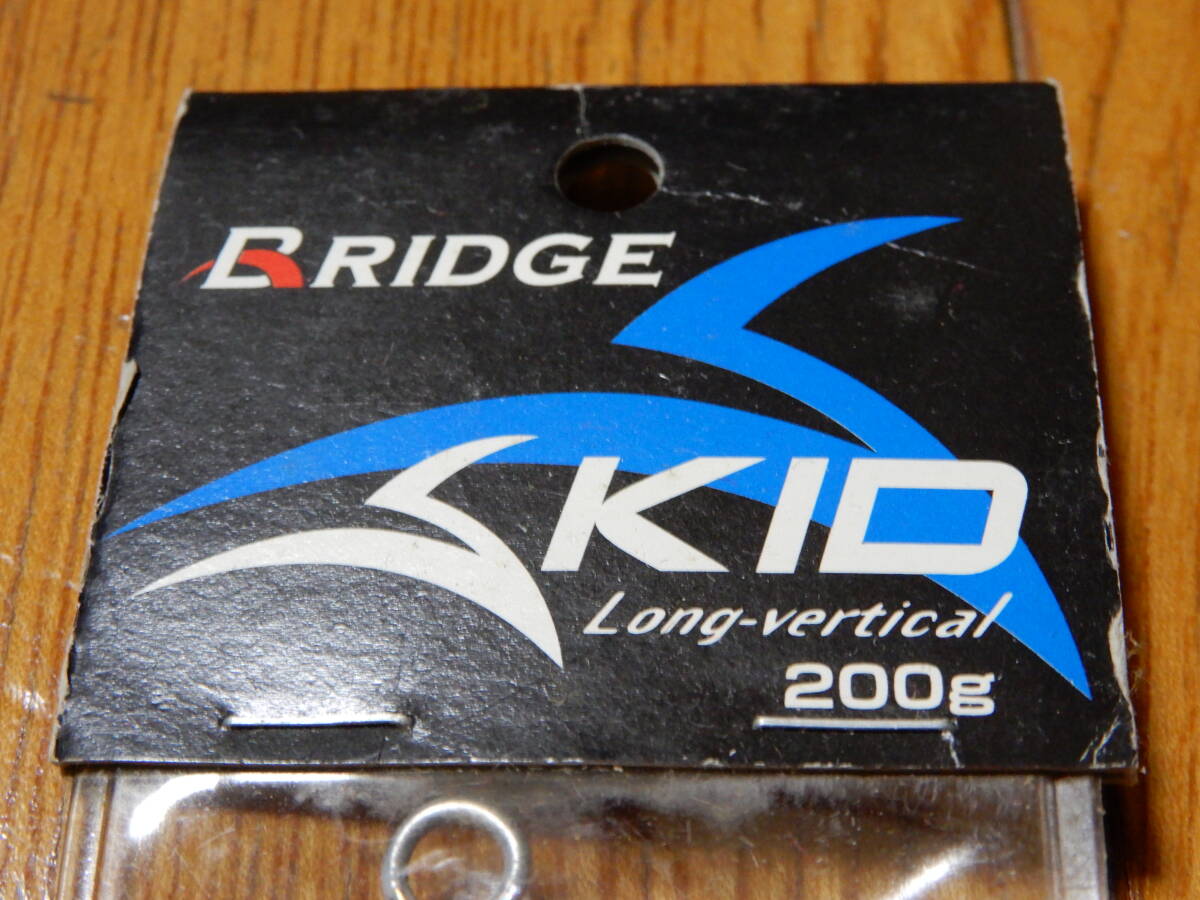 BRIDGE
SKID
Long-vertical
200g